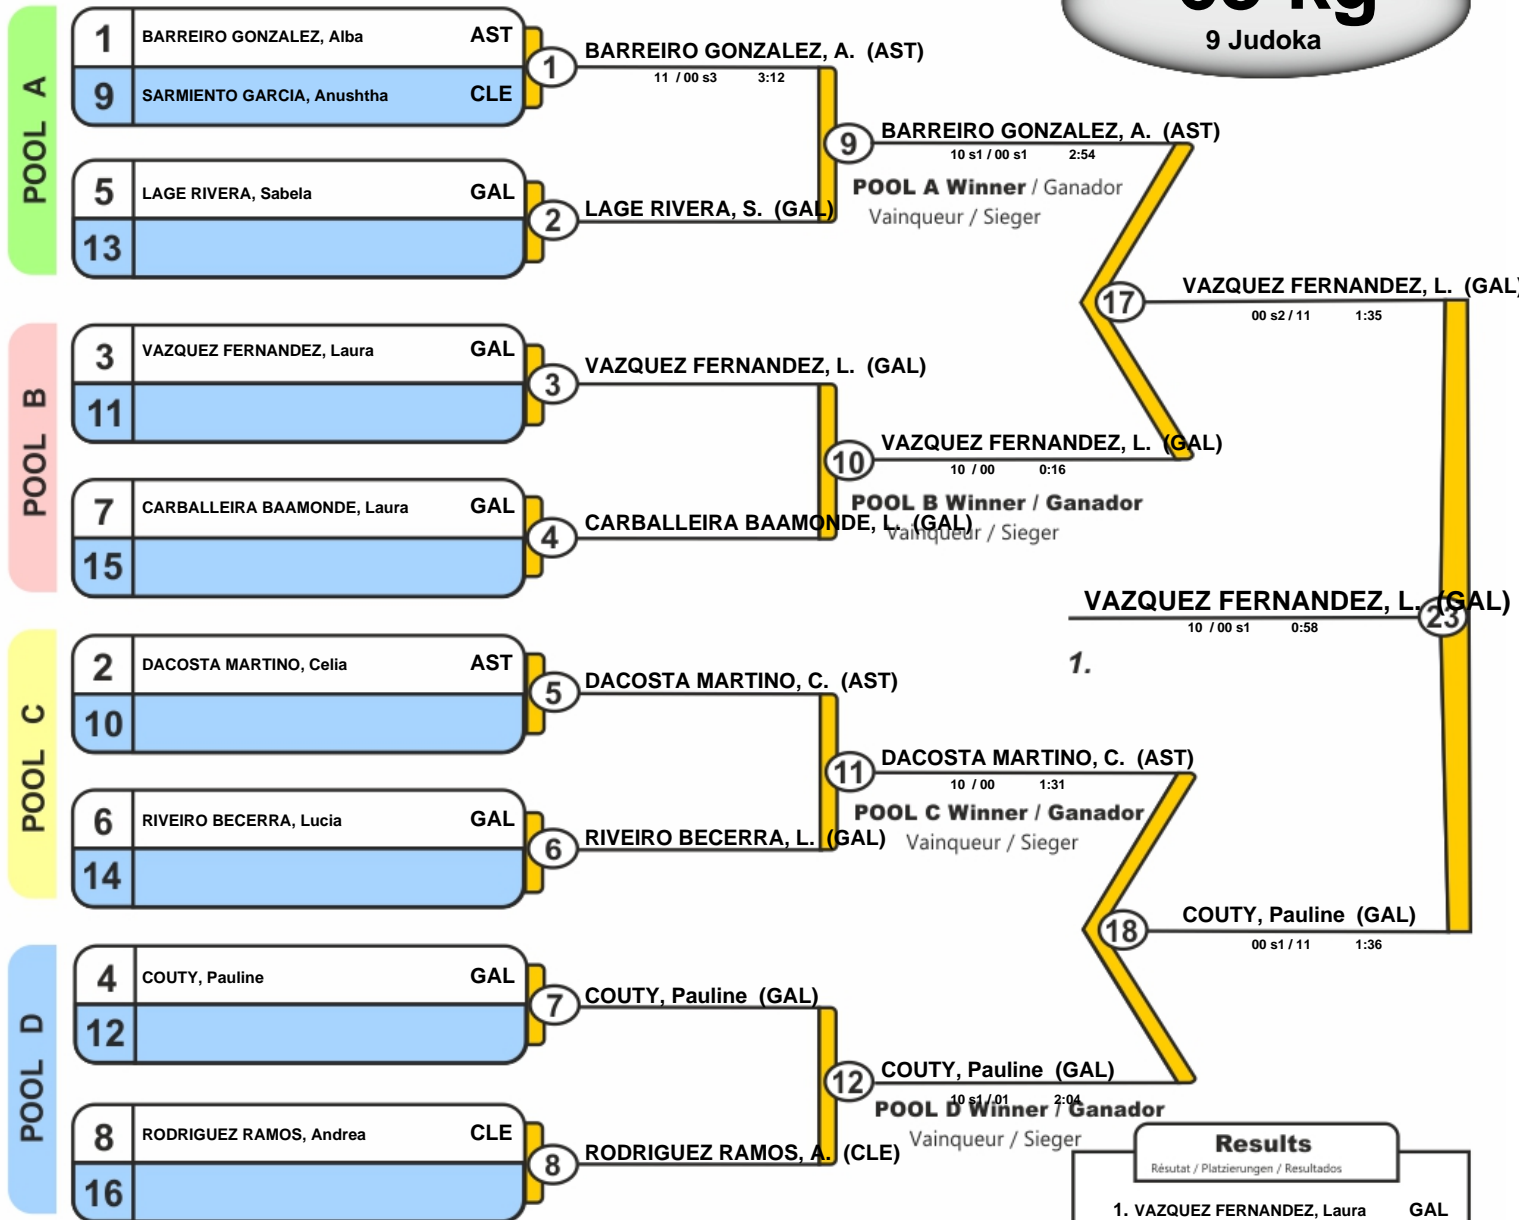 9 Judoka
POOL A
1 BARREIRO GONZALEZ, Alba AST
9 SARMIENTO GARCIA, Anushtha CLE
5 LAGE RIVERA, Sabela GAL
13
1 BARREIRO GONZALEZ, A. (AST)
11 / 00 s3 3:12
2 LAGE RIVERA, S. (GAL)
9 BARREIRO GONZALEZ, A. (AST)
10 s1 / 00 s1 2:54
POOL A Winner / Ganador
Vainqueur / Sieger
POOL B
3 VAZQUEZ FERNANDEZ, Laura GAL
11
7 CARBALLEIRA BAAMONDE, Laura GAL
15
3 VAZQUEZ FERNANDEZ, L. (GAL)
4 CARBALLEIRA BAAMONDE, L. (GAL)
10 VAZQUEZ FERNANDEZ, L. (GAL)
10 / 00 0:16
POOL B Winner / Ganador
Vainqueur / Sieger
17 VAZQUEZ FERNANDEZ, L. (GAL)
00 s2 / 11 1:35
VAZQUEZ FERNANDEZ, L. (GAL) 23
10 / 00 s1 0:58
1.
POOL C
2 DACOSTA MARTINO, Celia AST
10
6 RIVEIRO BECERRA, Lucia GAL
14
5 DACOSTA MARTINO, C. (AST)
6 RIVEIRO BECERRA, L. (GAL)
11 DACOSTA MARTINO, C. (AST)
10 / 00 1:31
POOL C Winner / Ganador
Vainqueur / Sieger
POOL D
4 COUTY, Pauline GAL
12
8 RODRIGUEZ RAMOS, Andrea CLE
16
7 COUTY, Pauline (GAL)
8 RODRIGUEZ RAMOS, A. (CLE)
12 COUTY, Pauline (GAL)
10 s1 / 01 2:04
POOL D Winner / Ganador
Vainqueur / Sieger
18 COUTY, Pauline (GAL)
00 s1 / 11 1:36
Results
Résutat / Platzierungen / Resultados
1. VAZQUEZ FERNANDEZ, Laura GAL